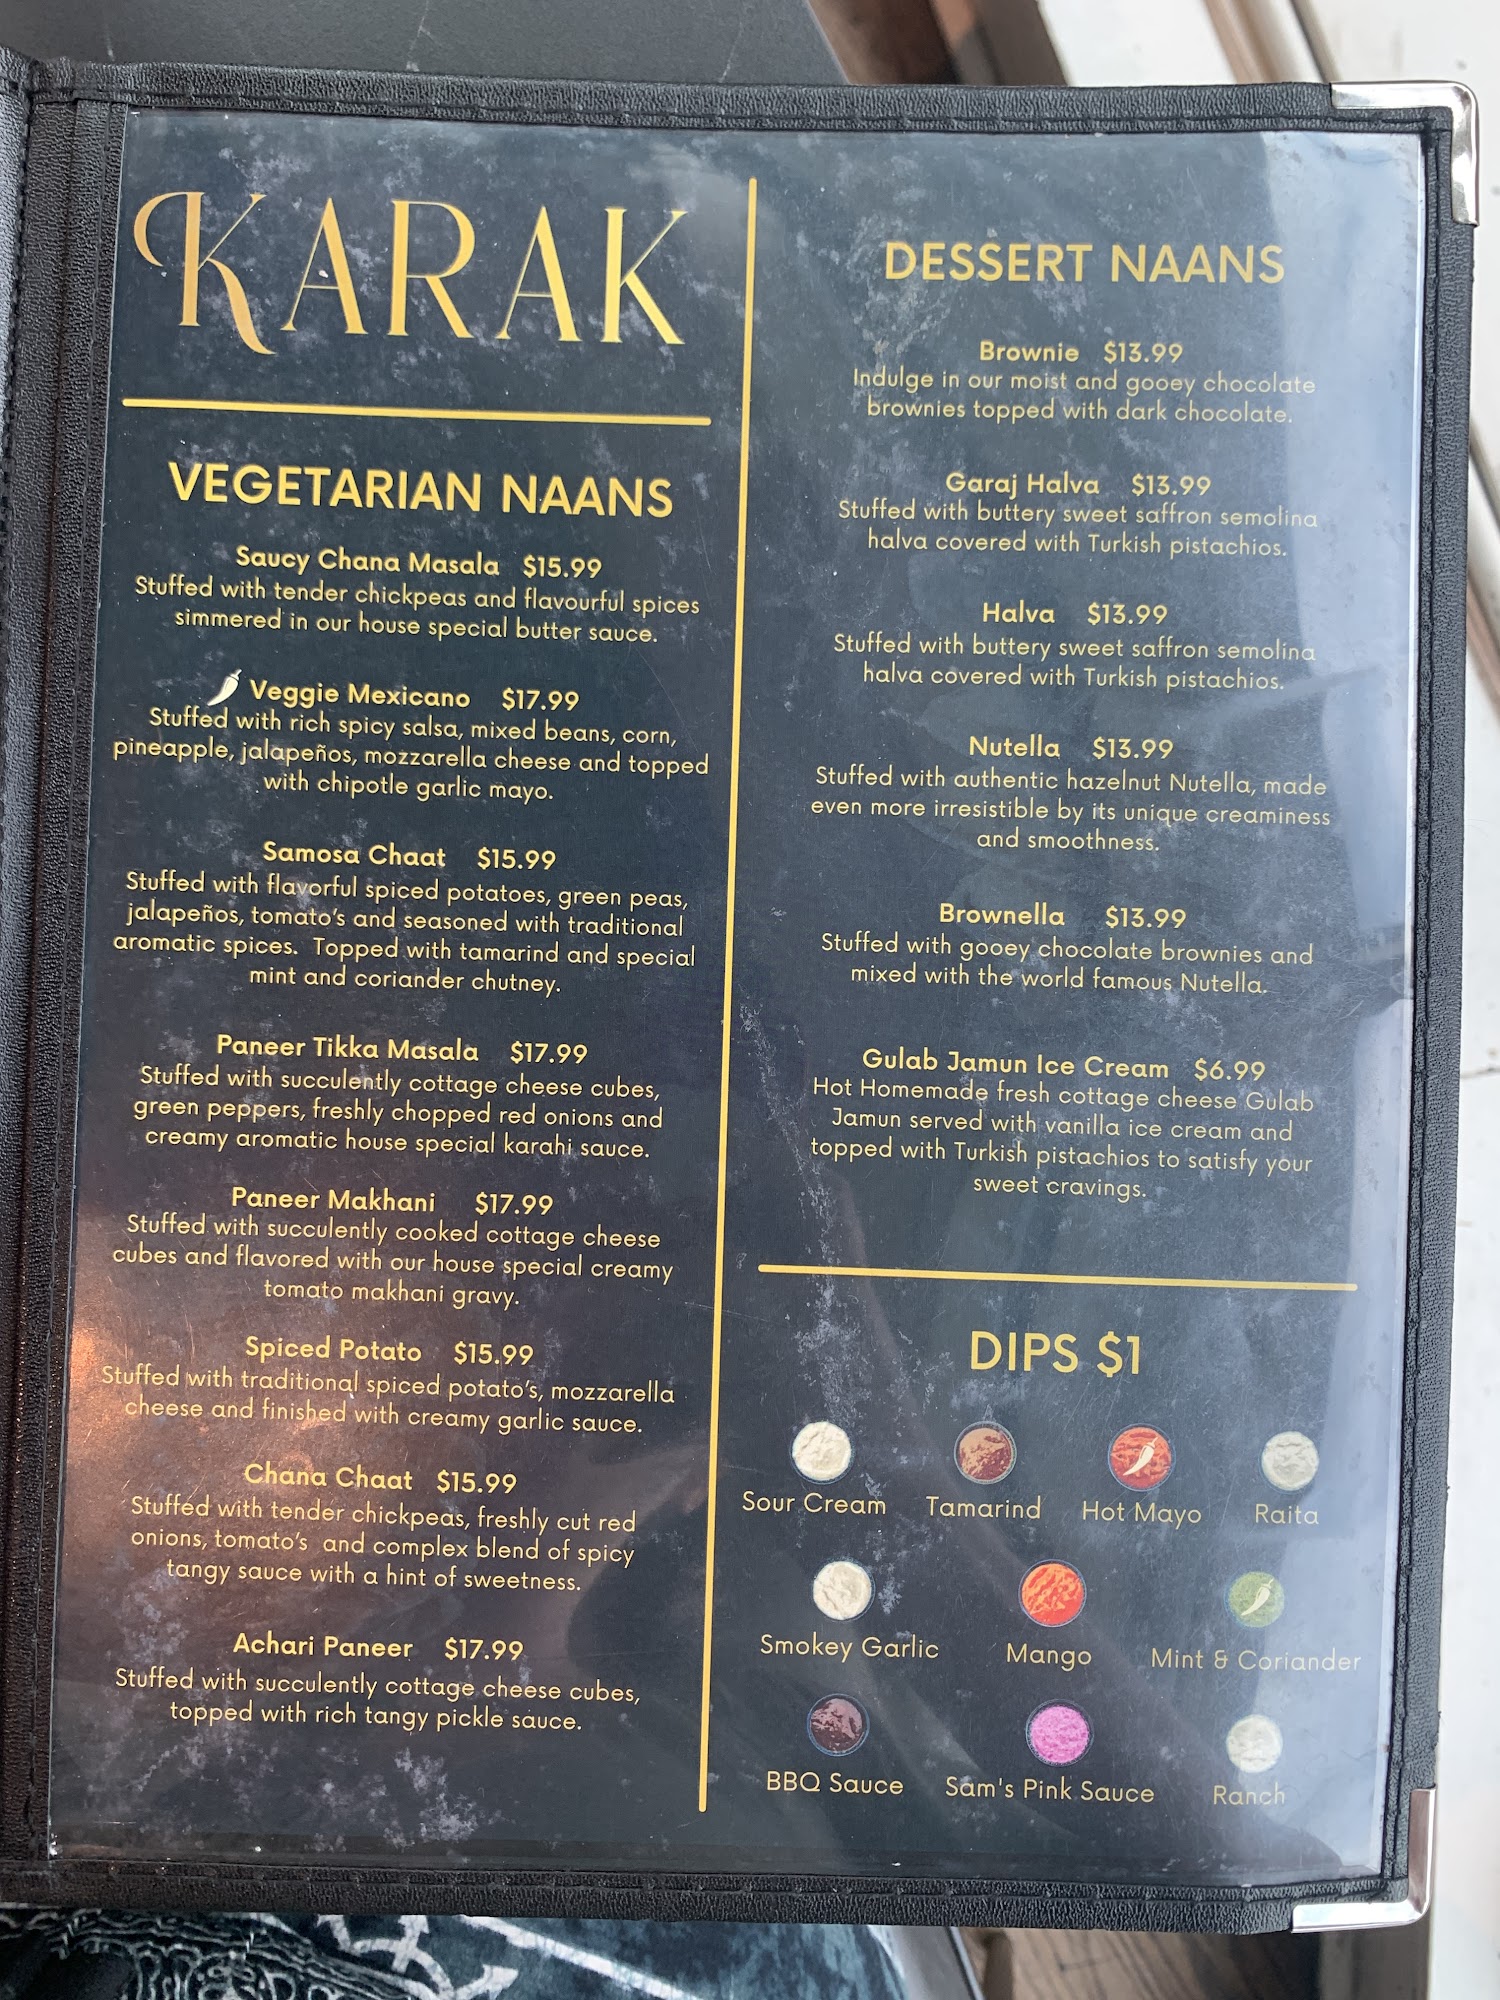 KARAK
VEGETARIAN NAANS
Saucy Chana Masala $15.99
Stuffed with tender chickpeas and flavourful spices
simmered in our house special butter sauce.
Veggie Mexicano $17.99
Stuffed with rich spicy salsa, mixed beans, corn,
pineapple, jalapeños, mozzarella cheese and topped
with chipotle garlic mayo.
Samosa Chaat $15.99
Stuffed with flavorful spiced potatoes, green peas,
jalapeños, tomato's and seasoned with traditional
aromatic spices. Topped with tamarind and special
mint and coriander chutney.
Paneer Tikka Masala $17.99
Stuffed with succulently cottage cheese cubes,
green peppers, freshly chopped red onions and
creamy aromatic house special karahi sauce.
Paneer Makhani $17.99
Stuffed with succulently cooked cottage cheese
cubes and flavored with our house special creamy
tomato makhani gravy.
Spiced Potato $15.99
Stuffed with traditional spiced potato's, mozzarella
cheese and finished with creamy garlic sauce.
Chana Chaat $15.99
Stuffed with tender chickpeas, freshly cut red
onions, tomato's and complex blend of spicy
tangy sauce with a hint of sweetness.
Achari Paneer $17.99
Stuffed with succulently cottage cheese cubes,
topped with rich tangy pickle sauce.
DESSERT NAANS
Brownie $13.99
Indulge in our moist and gooey chocolate
brownies topped with dark chocolate.
Garaj Halva $13.99
Stuffed with buttery sweet saffron semolina
halva covered with Turkish pistachios.
Halva $13.99
Stuffed with buttery sweet saffron semolina
halva covered with Turkish pistachios.
Nutella $13.99
Stuffed with authentic hazelnut Nutella, made
even more irresistible by its unique creaminess
and smoothness.
Brownella $13.99
Stuffed with gooey chocolate brownies and
mixed with the world famous Nutella.
Gulab Jamun Ice Cream $6.99
Hot Homemade fresh cottage cheese Gulab
Jamun served with vanilla ice cream and
topped with Turkish pistachios to satisfy your
sweet cravings.
DIPS $1
Sour Cream Tamarind Hot Mayo Raita
Smokey Garlic Mango Mint & Coriander
BBQ Sauce Sam's Pink Sauce Ranch